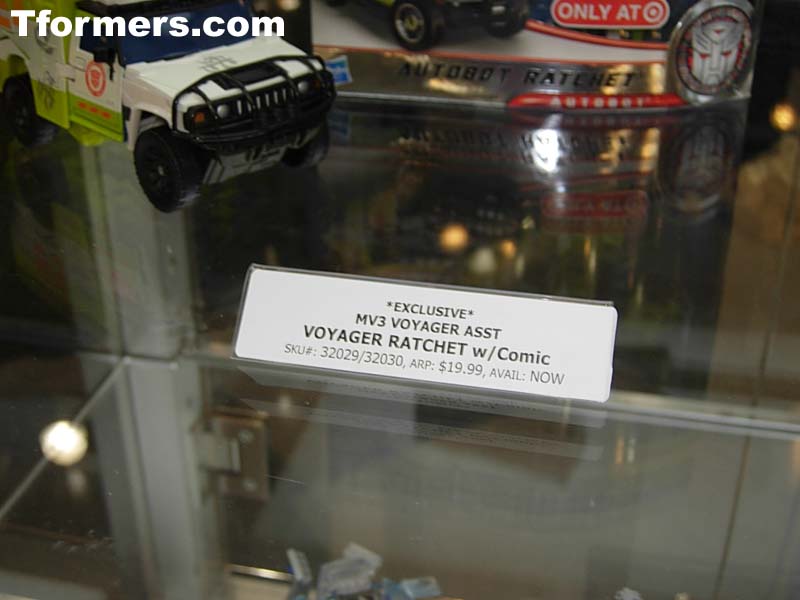 Tformers.com
ONLY AT
AUTOBOT RATCHET
AUTOBOT
*EXCLUSIVE*
MV3 VOYAGER ASST
VOYAGER RATCHET w/Comic
SKU#: 32029/32030, ARP: $19.99, AVAIL: NOW